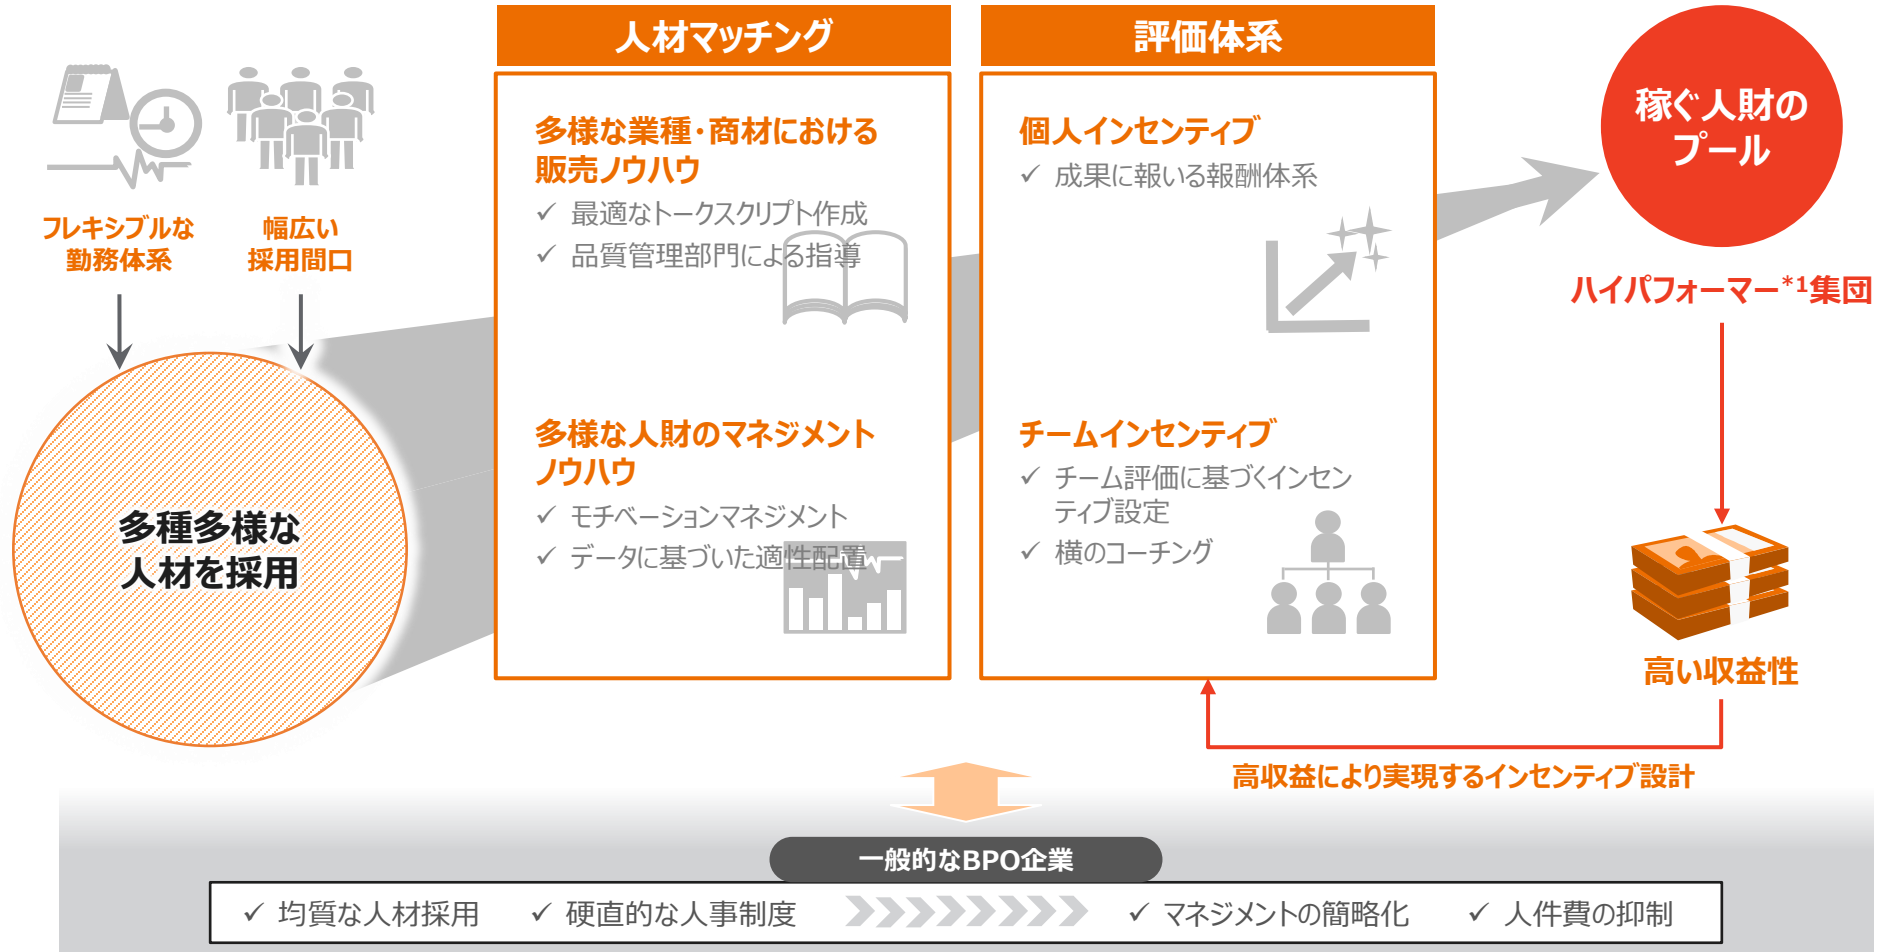 フレキシブルな
勤務体系
幅広い
採用間口
多種多様な
人材を採用
人材マッチング
多様な業種・商材における
販売ノウハウ
✓ 最適なトークスクリプト作成
✓ 品質管理部門による指導
多様な人財のマネジメント
ノウハウ
✓ モチベーションマネジメント
✓ データに基づいた適性配置
評価体系
個人インセンティブ
✓ 成果に報いる報酬体系
チームインセンティブ
✓ チーム評価に基づくインセン
ティブ設定
✓ 横のコーチング
稼ぐ人財の
プール
ハイパフォーマー*1集団
高い収益性
高収益により実現するインセンティブ設計
一般的なBPO企業
✓ 均質な人材採用 ✓ 硬直的な人事制度 ✓ マネジメントの簡略化 ✓ 人件費の抑制